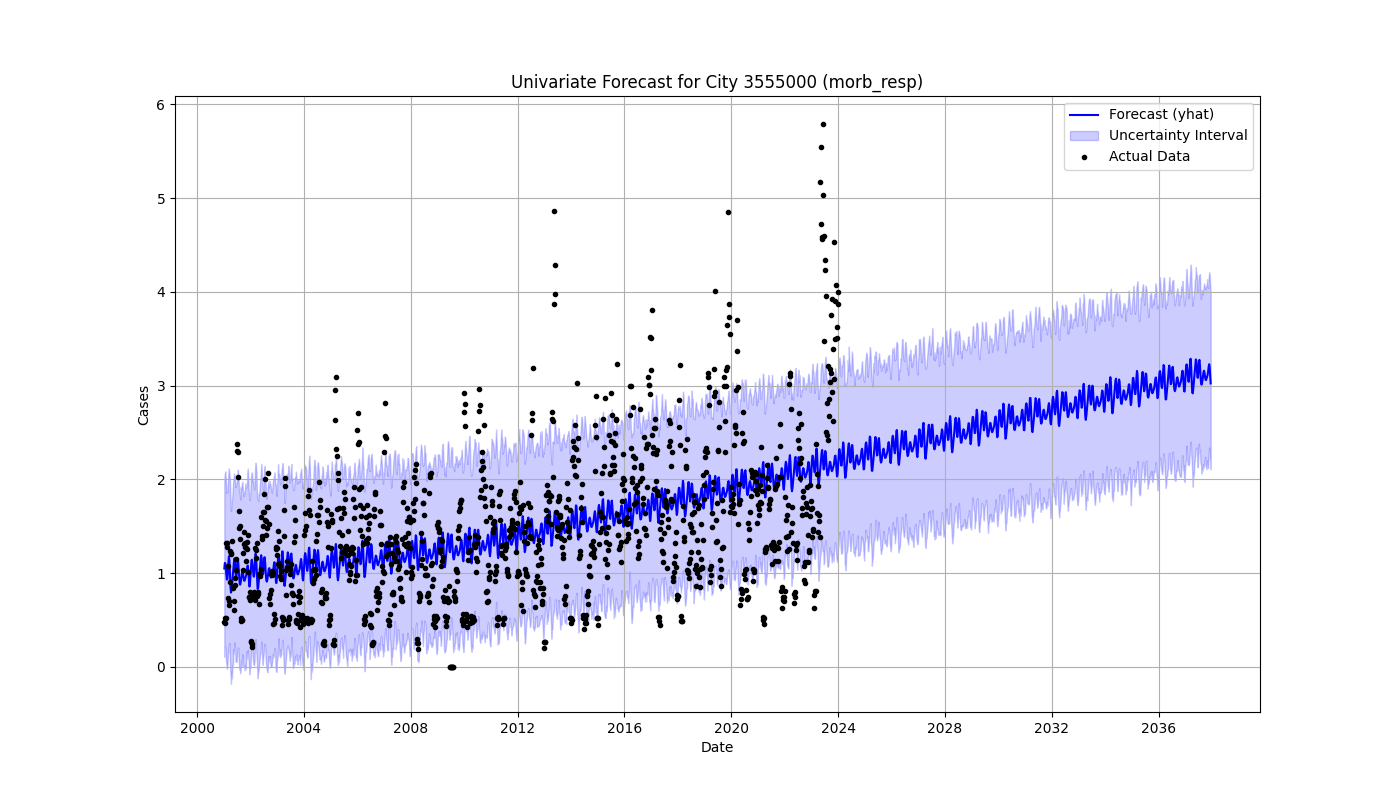 Univariate Forecast for City 3555000 (morb_resp)
Forecast (yhat)
Uncertainty Interval
Actual Data
6
5
4
3
2
1
0
Cases
2000 2004 2008 2012 2016 2020 2024 2028 2032 2036
Date